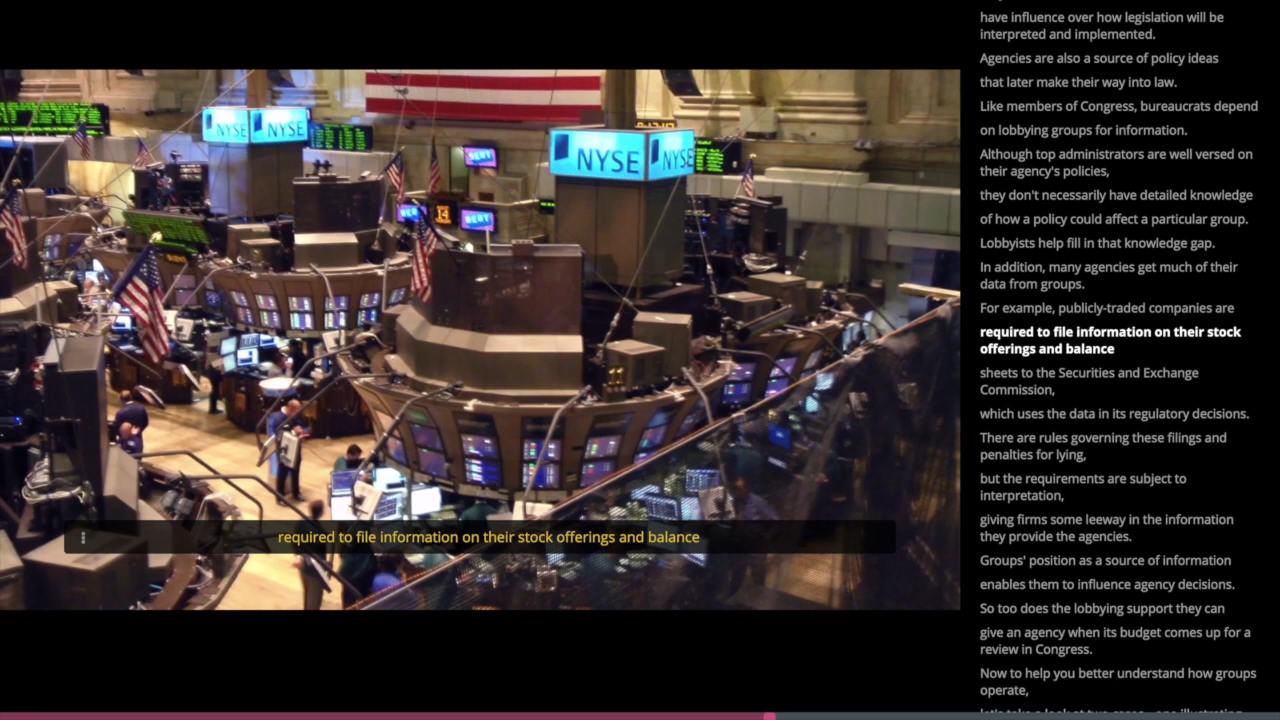 NYSE
NYSE
NYSE
NYSE
14
required to file information on their stock offerings and balance
have influence over how legislation will be
interpreted and implemented.
Agencies are also a source of policy ideas
that later make their way into law.
Like members of Congress, bureaucrats depend
on lobbying groups for information.
Although top administrators are well versed on
their agency's policies,
they don't necessarily have detailed knowledge
of how a policy could affect a particular group.
Lobbyists help fill in that knowledge gap.
In addition, many agencies get much of their
data from groups.
For example, publicly-traded companies are
required to file information on their stock
offerings and balance
sheets to the Securities and Exchange
Commission,
which uses the data in its regulatory decisions.
There are rules governing these filings and
penalties for lying,
but the requirements are subject to
interpretation,
giving firms some leeway in the information
they provide the agencies.
Groups' position as a source of information
enables them to influence agency decisions.
So too does the lobbying support they can
give an agency when its budget comes up for a
review in Congress.
Now to help you better understand how groups
operate,